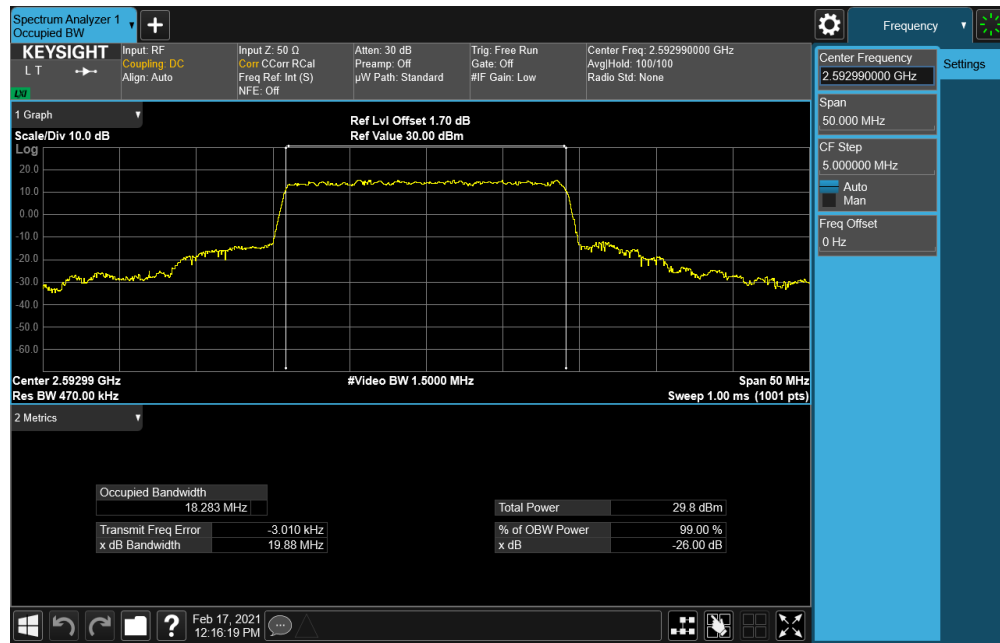 Spectrum Analyzer 1
Occupied BW
Frequency
KEYSIGHT
L T
LXI
Input: RF
Coupling: DC
Align: Auto
Input Z: 50 Ω
Corr CCorr RCal
Freq Ref: Int (S)
NFE: Off
Atten: 30 dB
Preamp: Off
µW Path: Standard
Trig: Free Run
Gate: Off
#IF Gain: Low
Center Freq: 2.592990000 GHz
Avg|Hold: 100/100
Radio Std: None
Center Frequency
2.592990000 GHz
Settings
Span
50.000 MHz
CF Step
5.000000 MHz
Auto
Man
Freq Offset
0 Hz
1 Graph
Scale/Div 10.0 dB
Ref Lvl Offset 1.70 dB
Ref Value 30.00 dBm
Log
20.0
10.0
0.00
-10.0
-20.0
-30.0
-40.0
-50.0
-60.0
Center 2.59299 GHz
#Video BW 1.5000 MHz
Span 50 MHz
Res BW 470.00 kHz
Sweep 1.00 ms (1001 pts)
2 Metrics
Occupied Bandwidth
18.283 MHz
Total Power 29.8 dBm
Transmit Freq Error -3.010 kHz
% of OBW Power 99.00 %
x dB Bandwidth 19.88 MHz
x dB -26.00 dB
?
Feb 17, 2021
12:16:19 PM